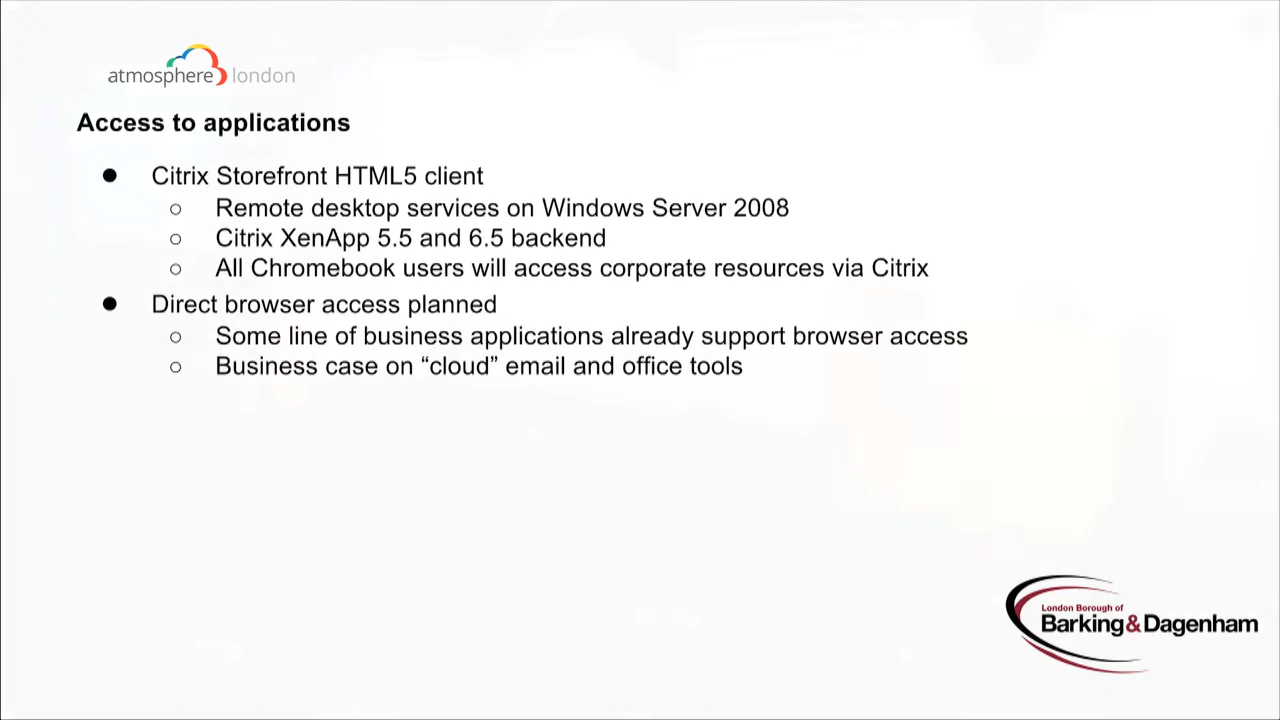 atmosphere london
Access to applications
● Citrix Storefront HTML5 client
○ Remote desktop services on Windows Server 2008
○ Citrix XenApp 5.5 and 6.5 backend
○ All Chromebook users will access corporate resources via Citrix
● Direct browser access planned
○ Some line of business applications already support browser access
○ Business case on “cloud” email and office tools
London Borough of
Barking&Dagenham